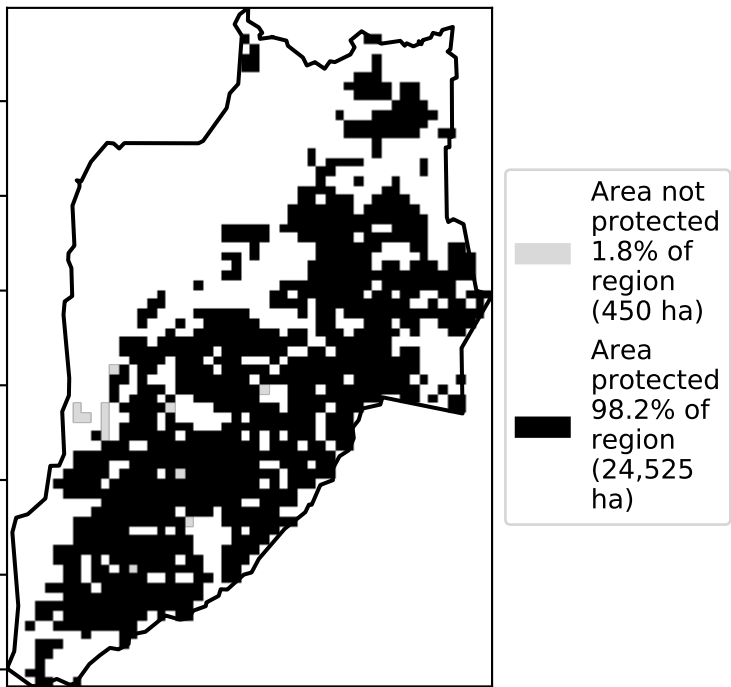 Area not
protected
1.8% of
region
(450 ha)
Area
protected
98.2% of
region
(24,525
ha)